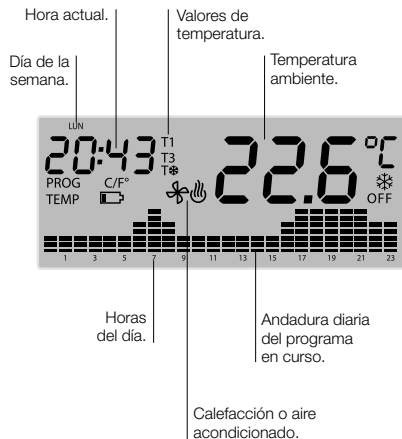 Hora actual.
Valores de
temperatura.
Día de la
semana.
Temperatura
ambiente.
LUN
20:43
T1
T3
T❄
22.6 °C
PROG
C/F°
TEMP
OFF
1 3 5 7 9 11 13 15 17 19 21 23
Horas
del día.
Andadura diaria
del programa
en curso.
Calefacción o aire
acondicionado.